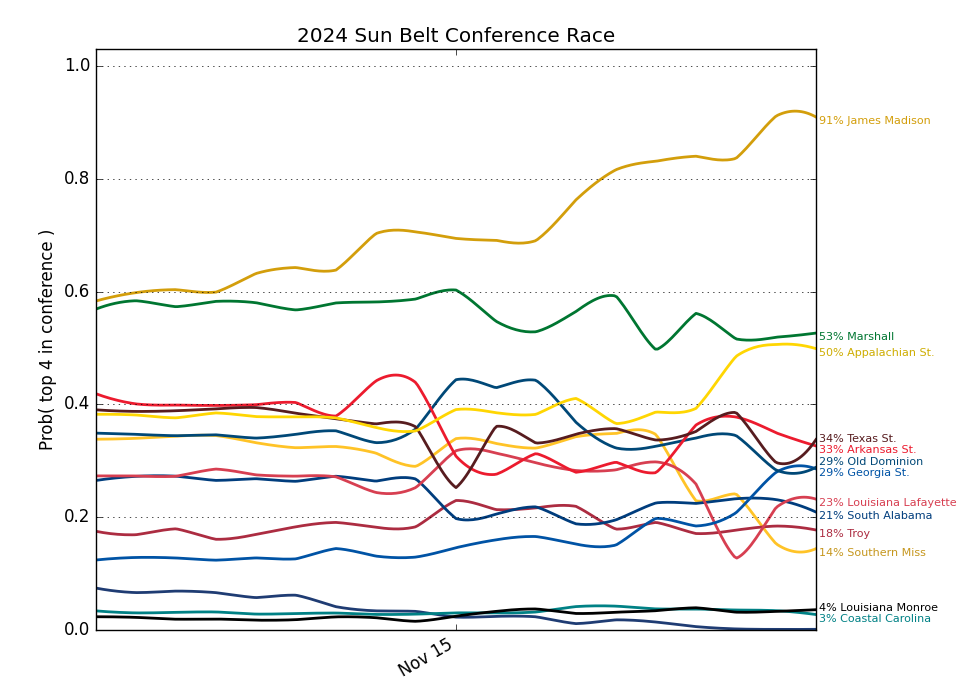 2024 Sun Belt Conference Race
Prob( top 4 in conference )
1.0
0.8
0.6
0.4
0.2
0.0
Nov 15
91% James Madison
53% Marshall
50% Appalachian St.
34% Texas St.
33% Arkansas St.
29% Old Dominion
29% Georgia St.
23% Louisiana Lafayette
21% South Alabama
18% Troy
14% Southern Miss
4% Louisiana Monroe
3% Coastal Carolina